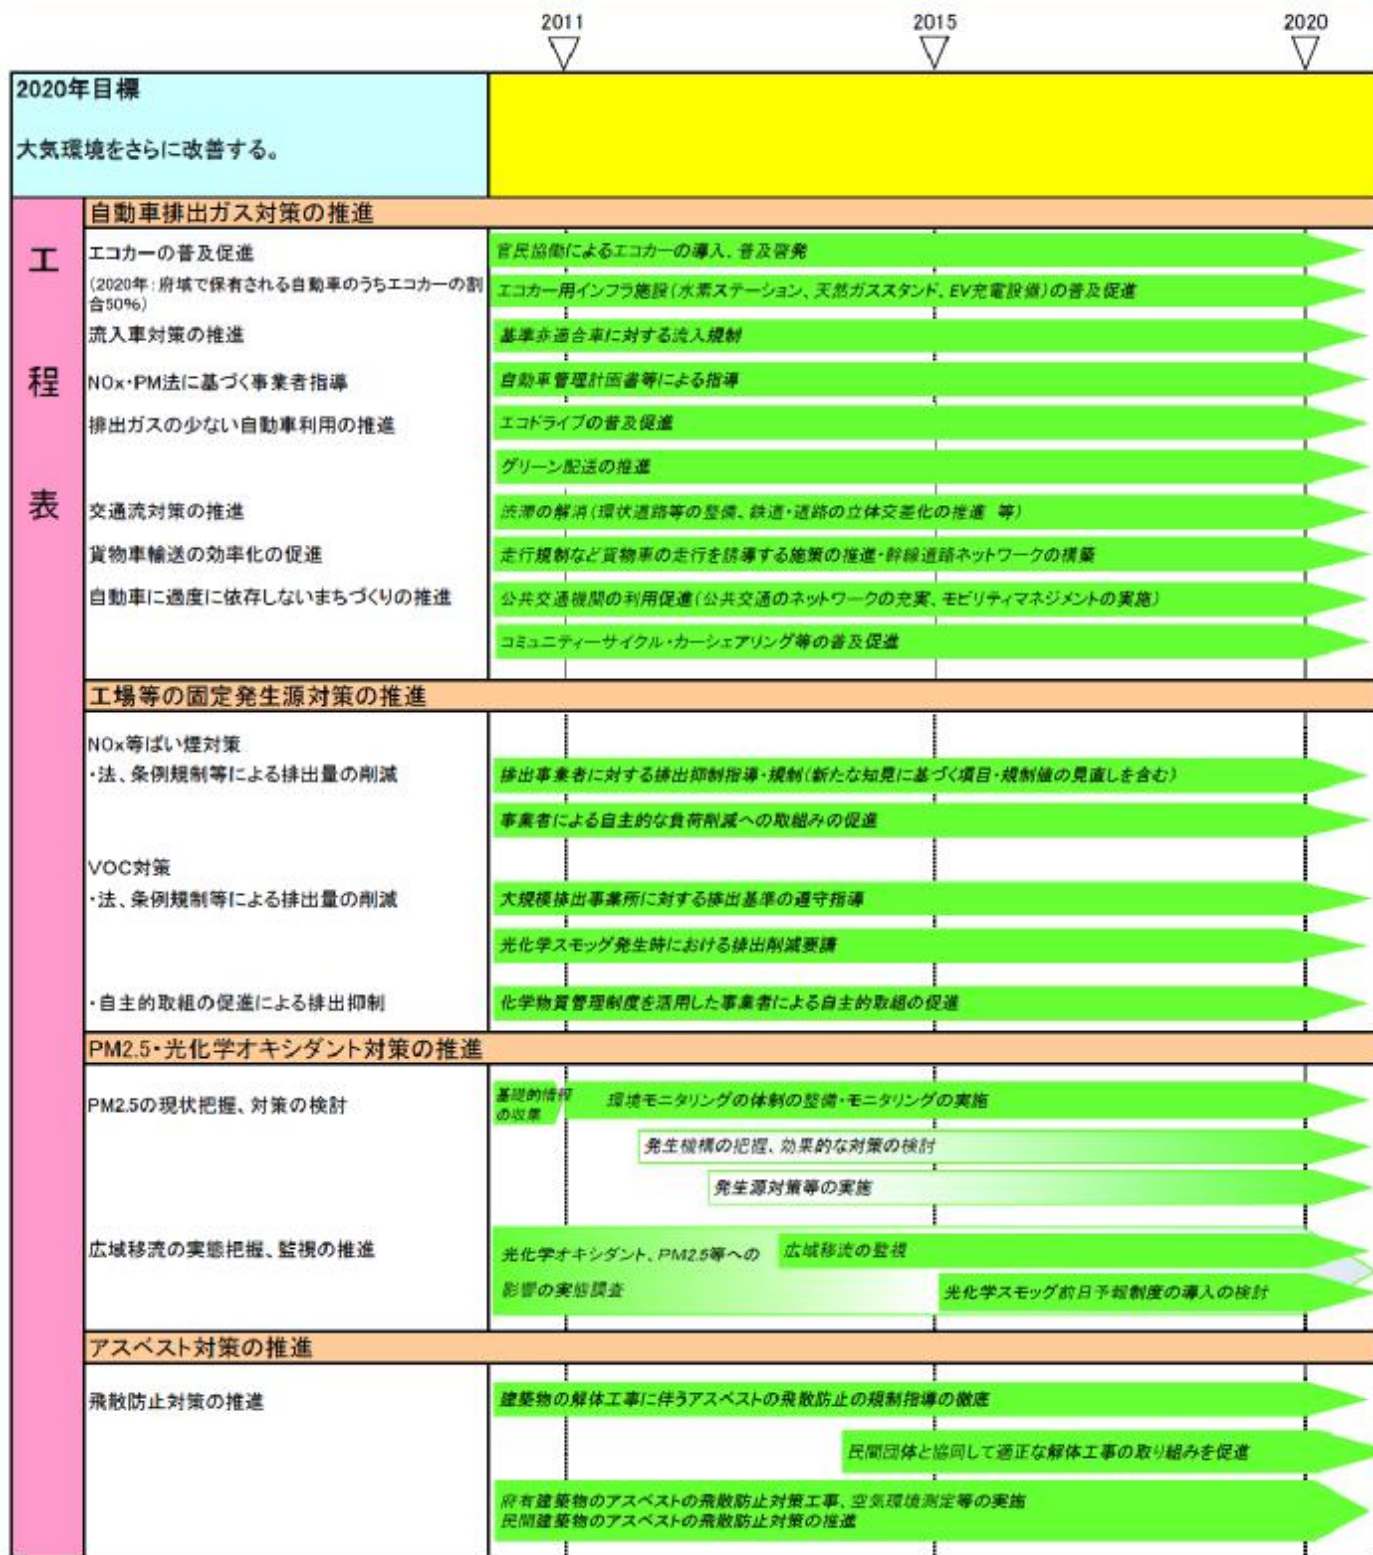 2011
2015
2020
2020年目標
大気環境をさらに改善する。
工
程
表
自動車排出ガス対策の推進
エコカーの普及促進
官民協働によるエコカーの導入、普及啓発
(2020年:府域で保有される自動車のうちエコカーの割
合50%)
エコカー用インフラ施設(水素ステーション、天然ガススタンド、EV充電設備)の普及促進
流入車対策の推進
基準非適合車に対する流入規制
NOx・PM法に基づく事業者指導
自動車管理計画書等による指導
排出ガスの少ない自動車利用の推進
エコドライブの普及促進
グリーン配送の推進
交通流対策の推進
渋滞の解消(環状道路等の整備、鉄道・道路の立体交差化の推進 等)
貨物車輸送の効率化の促進
走行規制など貨物車の走行を誘導する施策の推進・幹線道路ネットワークの構築
自動車に過度に依存しないまちづくりの推進
公共交通機関の利用促進(公共交通のネットワークの充実、モビリティマネジメントの実施)
コミュニティーサイクル・カーシェアリング等の普及促進
工場等の固定発生源対策の推進
NOx等ばい煙対策
・法、条例規制等による排出量の削減
排出事業者に対する排出抑制指導・規制(新たな知見に基づく項目・規制値の見直しを含む)
事業者による自主的な負荷削減への取組みの促進
VOC対策
・法、条例規制等による排出量の削減
大規模排出事業所に対する排出基準の遵守指導
光化学スモッグ発生時における排出削減要請
・自主的取組の促進による排出抑制
化学物質管理制度を活用した事業者による自主的取組の促進
PM2.5・光化学オキシダント対策の推進
PM2.5の現状把握、対策の検討
基礎的情報
の収集
環境モニタリングの体制の整備・モニタリングの実施
発生機構の把握、効果的な対策の検討
発生源対策等の実施
広域移流の実態把握、監視の推進
光化学オキシダント、PM2.5等への
影響の実態調査
広域移流の監視
光化学スモッグ前日予報制度の導入の検討
アスベスト対策の推進
飛散防止対策の推進
建築物の解体工事に伴うアスベストの飛散防止の規制指導の徹底
民間団体と協同して適正な解体工事の取り組みを促進
府有建築物のアスベストの飛散防止対策工事、空気環境測定等の実施
民間建築物のアスベストの飛散防止対策の推進